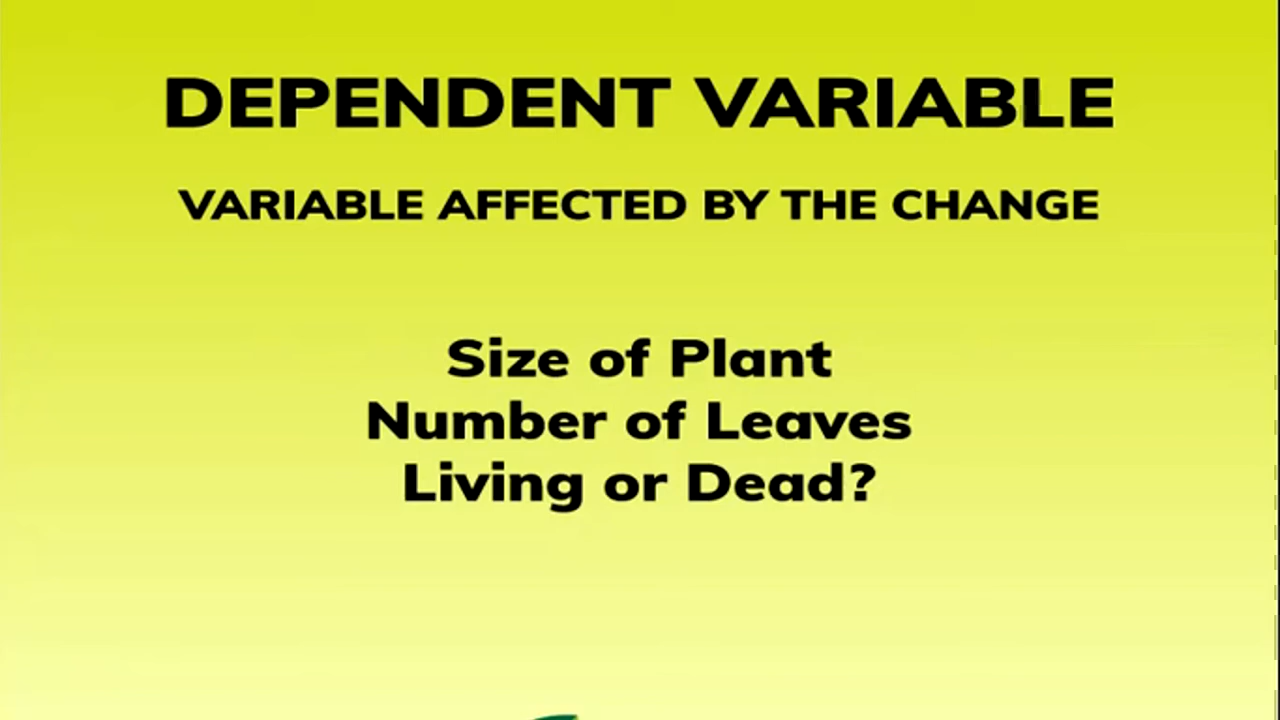 DEPENDENT VARIABLE
VARIABLE AFFECTED BY THE CHANGE
Size of Plant
Number of Leaves
Living or Dead?